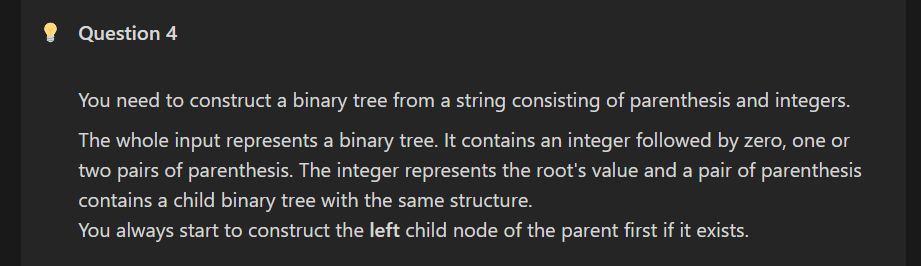 Question 4
You need to construct a binary tree from a string consisting of parenthesis and integers.
The whole input represents a binary tree. It contains an integer followed by zero, one or
two pairs of parenthesis. The integer represents the root's value and a pair of parenthesis
contains a child binary tree with the same structure.
You always start to construct the left child node of the parent first if it exists.